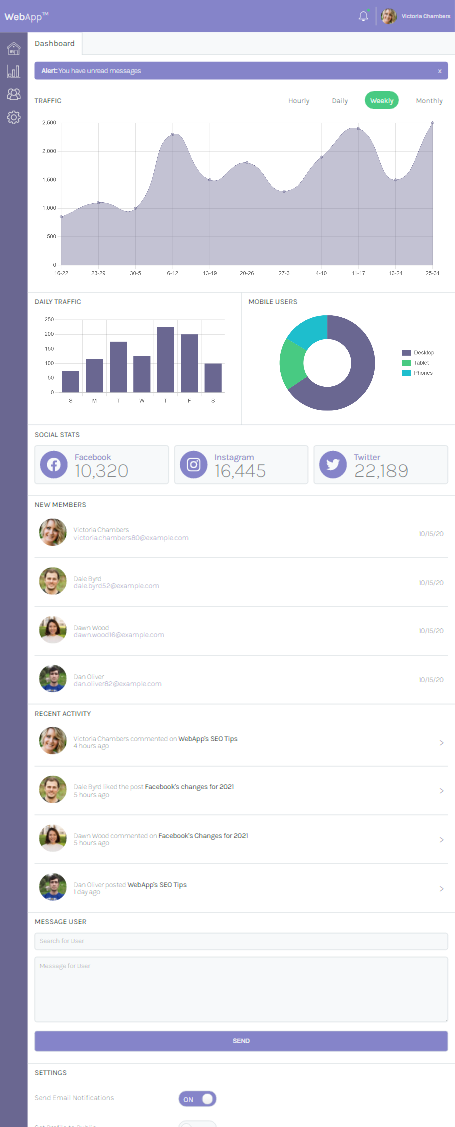 WebApp™
Victoria Chambers
Dashboard
Alert: You have unread messages
x
TRAFFIC
Hourly Daily Weekly Monthly
2,500
2,000
1,500
1,000
500
0
16-22 23-29 30-5 6-12 13-19 20-26 27-3 4-10 11-17 18-24 25-31
DAILY TRAFFIC
250
200
150
100
50
0
S M T W T F S
MOBILE USERS
Desktop
Tablet
Phones
SOCIAL STATS
Facebook
10,320
Instagram
16,445
Twitter
22,189
NEW MEMBERS
Victoria Chambers
victoria.chambers80@example.com
10/15/20
Dale Byrd
dale.byrd52@example.com
10/15/20
Dawn Wood
dawn.wood16@example.com
10/15/20
Dan Oliver
dan.oliver82@example.com
10/15/20
RECENT ACTIVITY
Victoria Chambers commented on WebApp's SEO Tips
4 hours ago
Dale Byrd liked the post Facebook's changes for 2021
5 hours ago
Dawn Wood commented on Facebook's Changes for 2021
5 hours ago
Dan Oliver posted WebApp's SEO Tips
1 day ago
MESSAGE USER
Search for User
Message for User
SEND
SETTINGS
Send Email Notifications
ON